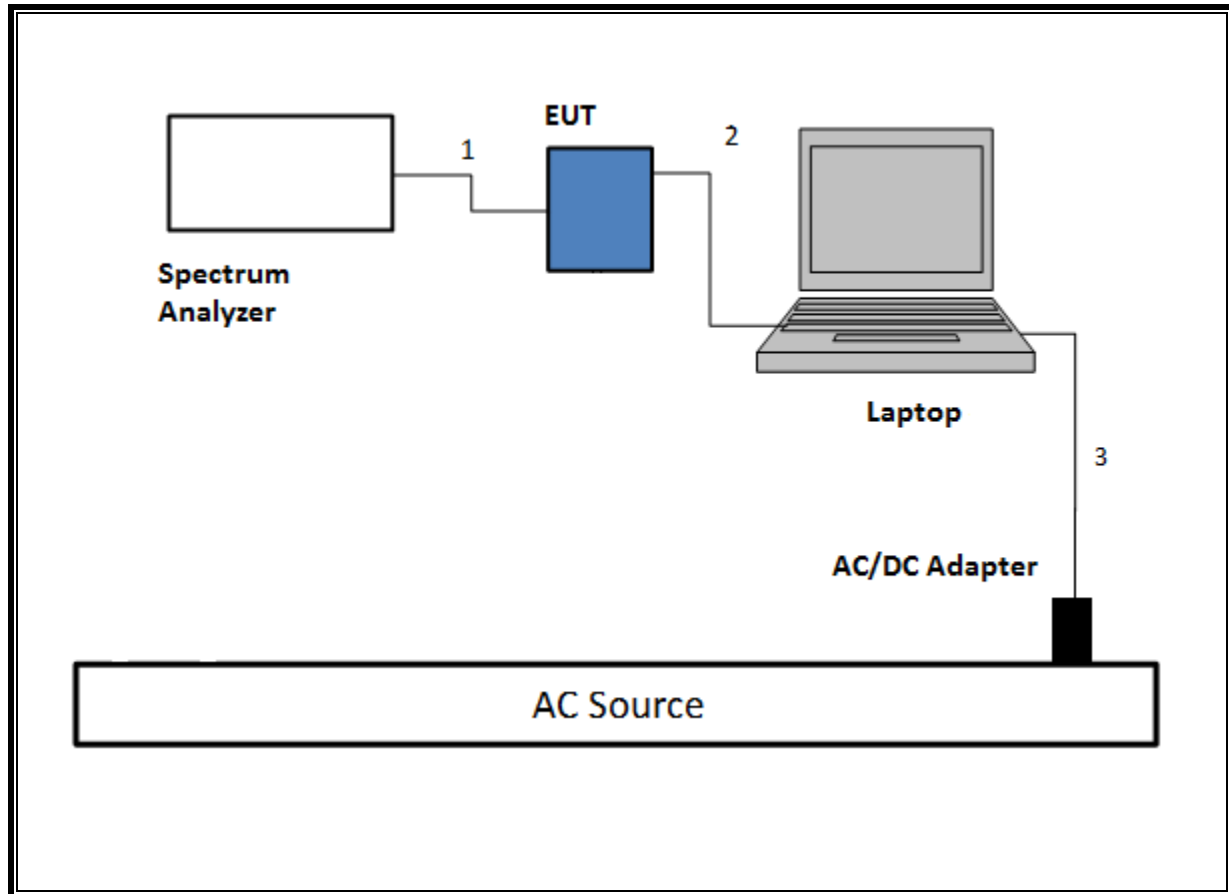 EUT
1
2
Spectrum
Analyzer
Laptop
3
AC/DC Adapter
AC Source